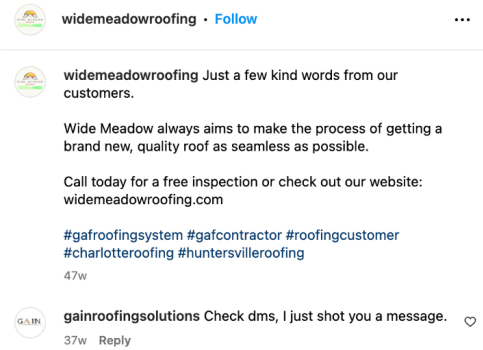 widemeadowroofing • Follow
widemeadowroofing Just a few kind words from our
customers.
Wide Meadow always aims to make the process of getting a
brand new, quality roof as seamless as possible.
Call today for a free inspection or check out our website:
widemeadowroofing.com
#gafroofingsystem #gafcontractor #roofingcustomer
#charlotteroofing #huntersvilleroofing
47w
GAIN
gainroofingsolutions Check dms, I just shot you a message.
37w Reply